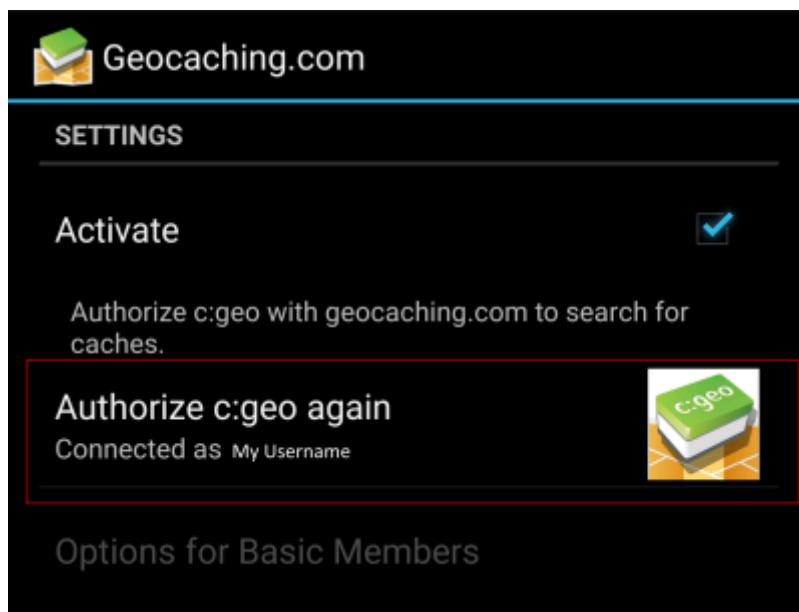 Geocaching.com
SETTINGS
Activate
Authorize c:geo with geocaching.com to search for
caches.
Authorize c:geo again
c:geo
Connected as My Username
Options for Basic Members